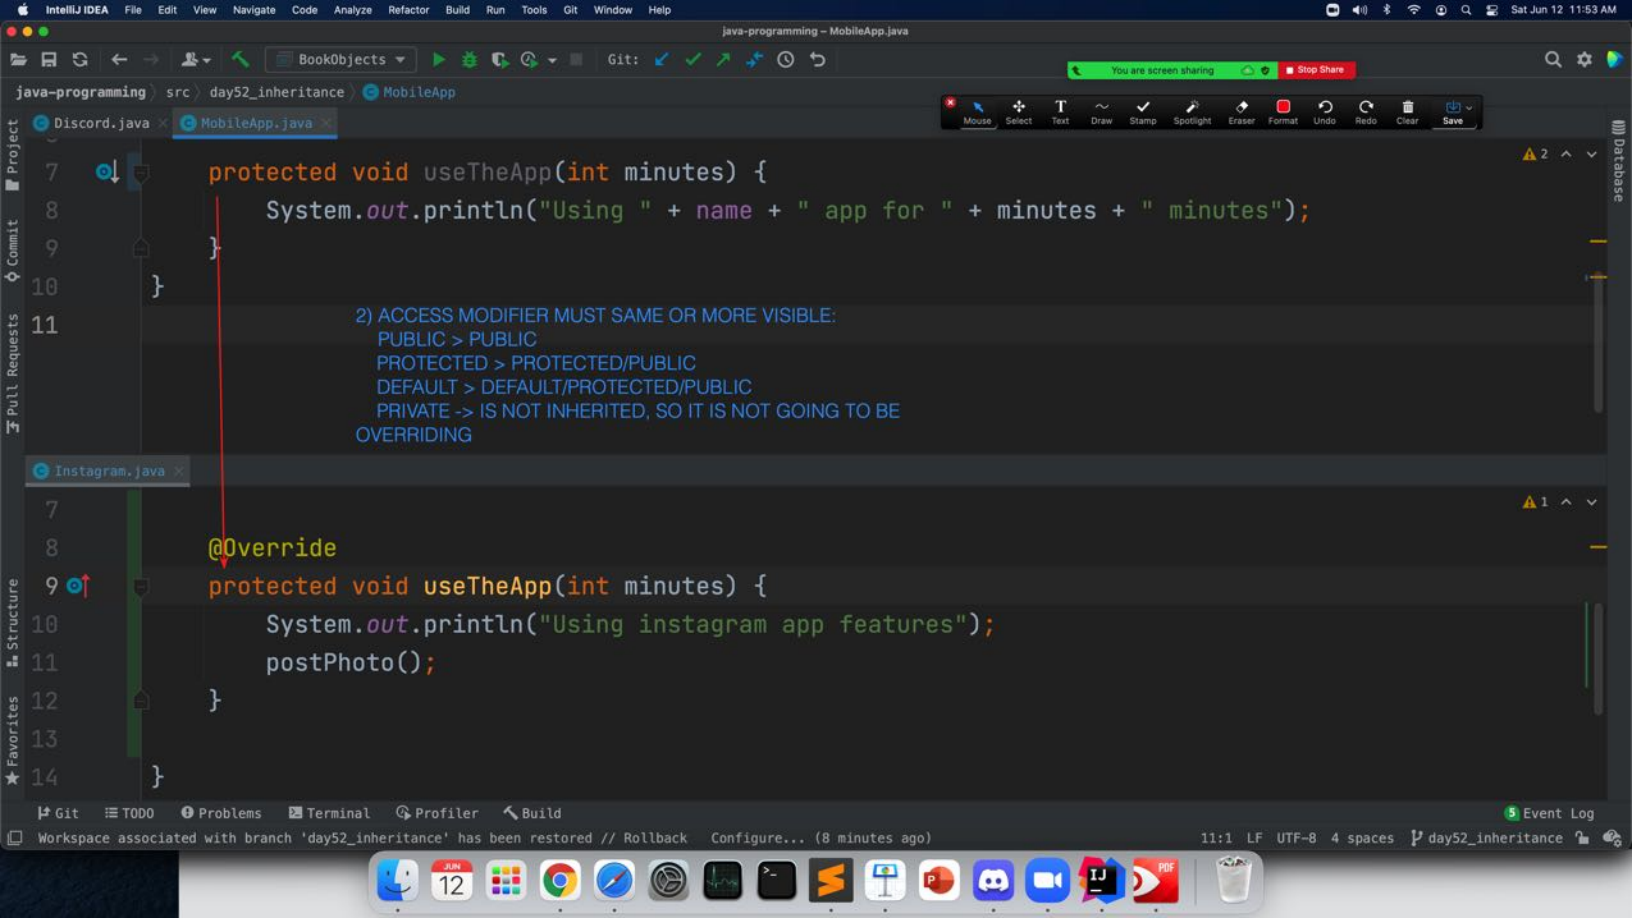 IntelliJ IDEA File Edit View Navigate Code Analyze Refactor Build Run Tools Git Window Help Sat Jun 12 11:53 AM
java-programming – MobileApp.java
BookObjects Git:
You are screen sharing Stop Share
java-programming src day52_inheritance MobileApp
Mouse Select Text Draw Stamp Spotlight Eraser Format Undo Redo Clear Save
Discord.java MobileApp.java
Project
Commit
Pull Requests
Structure
Favorites
Database
2
7 protected void useTheApp(int minutes) {
8 System.out.println("Using " + name + " app for " + minutes + " minutes");
9 }
10 }
11
2) ACCESS MODIFIER MUST SAME OR MORE VISIBLE:
PUBLIC > PUBLIC
PROTECTED > PROTECTED/PUBLIC
DEFAULT > DEFAULT/PROTECTED/PUBLIC
PRIVATE -> IS NOT INHERITED, SO IT IS NOT GOING TO BE
OVERRIDING
Instagram.java
1
7
8 @Override
9 protected void useTheApp(int minutes) {
10 System.out.println("Using instagram app features");
11 postPhoto();
12 }
13
14 }
Git TODO Problems Terminal Profiler Build 5 Event Log
Workspace associated with branch 'day52_inheritance' has been restored // Rollback Configure... (8 minutes ago) 11:1 LF UTF-8 4 spaces day52_inheritance
JUN
12
IJ
P
PDF